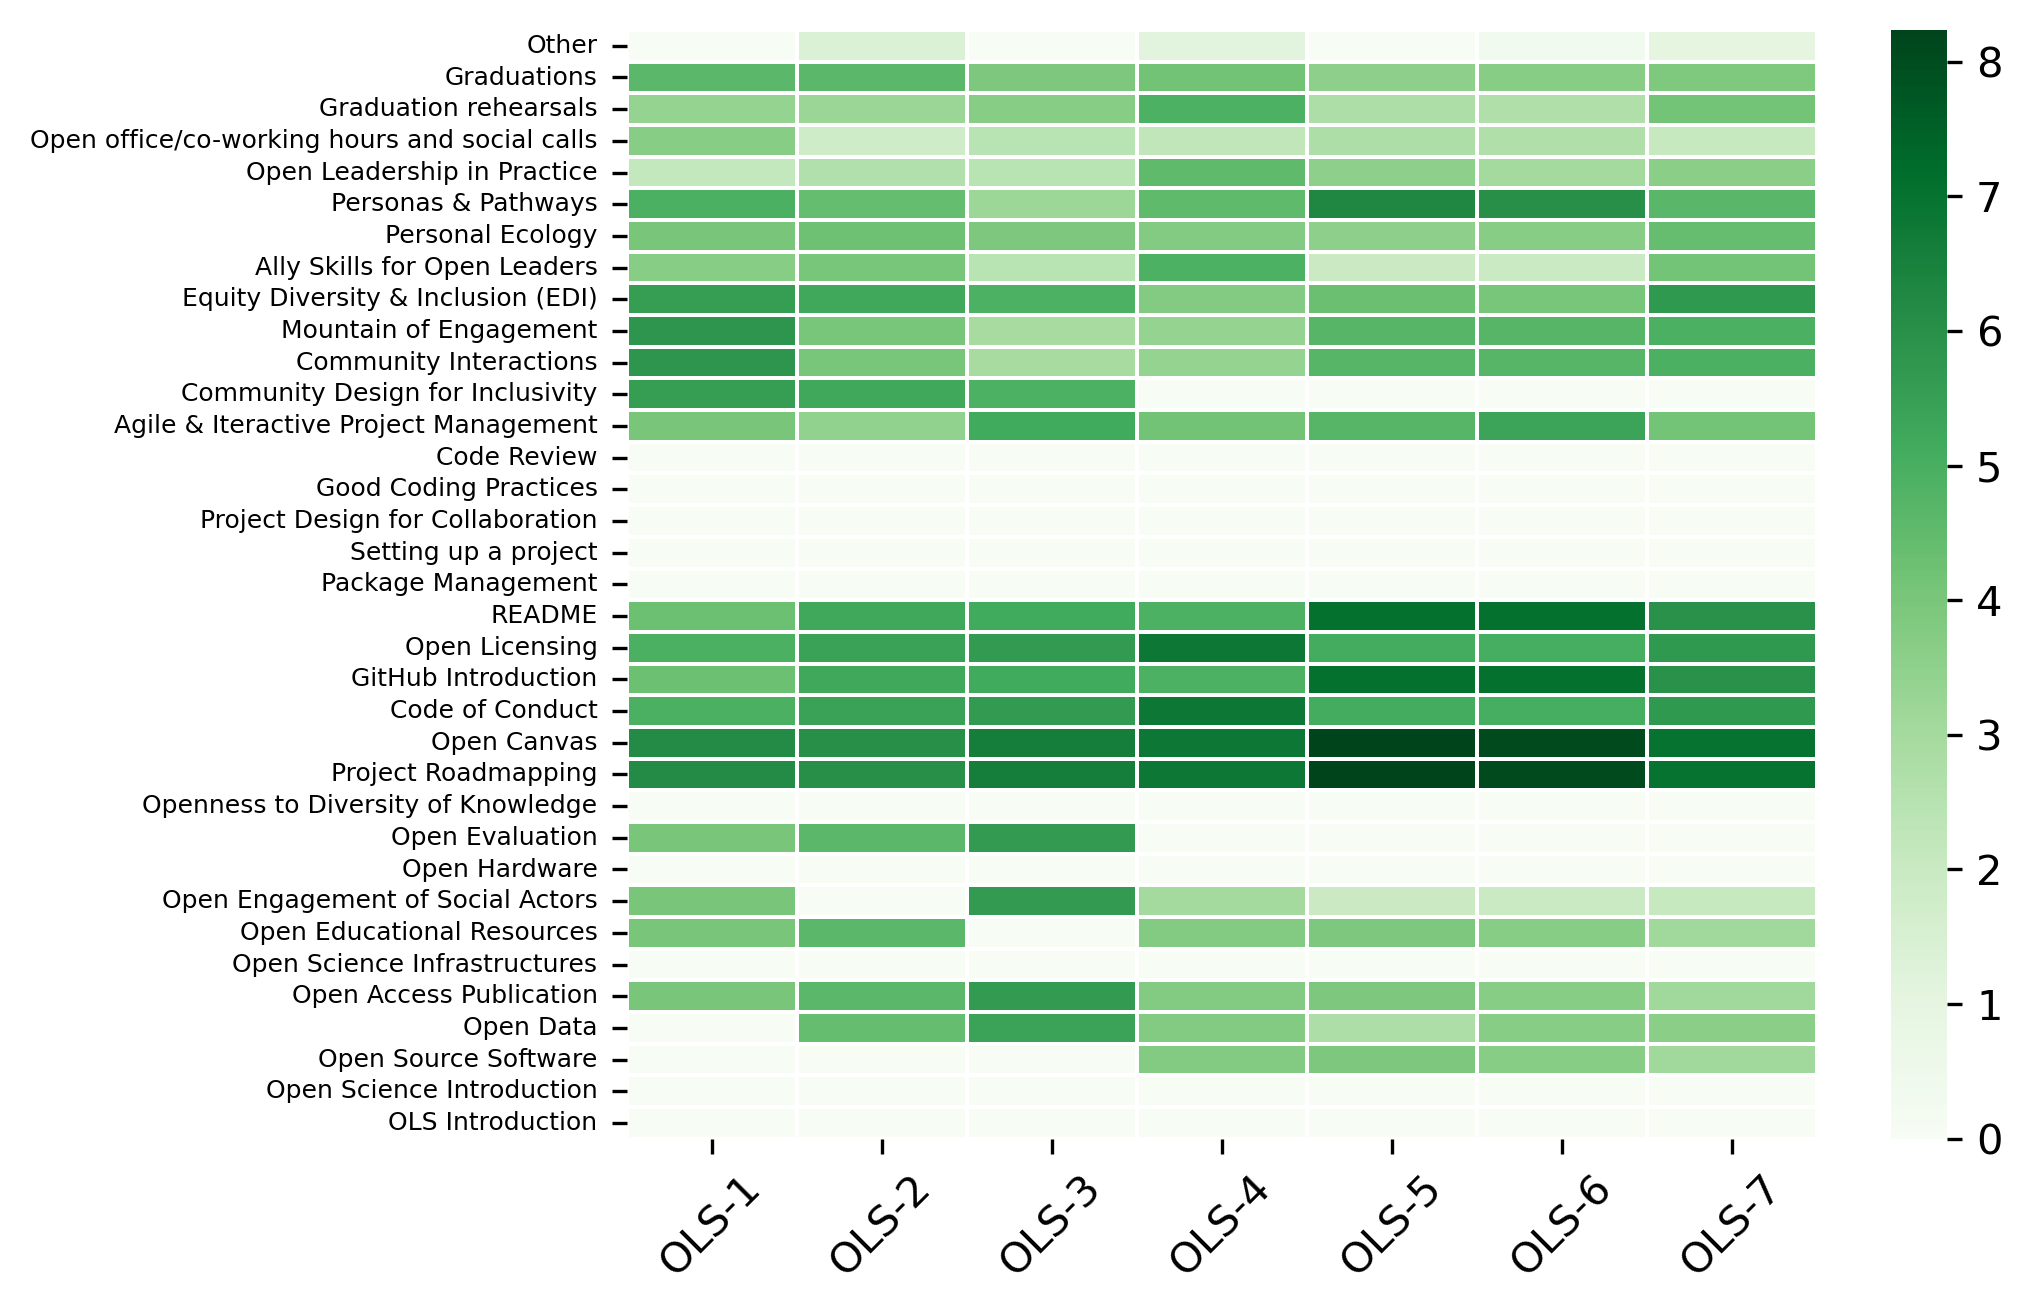 Other
Graduations
Graduation rehearsals
Open office/co-working hours and social calls
Open Leadership in Practice
Personas & Pathways
Personal Ecology
Ally Skills for Open Leaders
Equity Diversity & Inclusion (EDI)
Mountain of Engagement
Community Interactions
Community Design for Inclusivity
Agile & Iteractive Project Management
Code Review
Good Coding Practices
Project Design for Collaboration
Setting up a project
Package Management
README
Open Licensing
GitHub Introduction
Code of Conduct
Open Canvas
Project Roadmapping
Openness to Diversity of Knowledge
Open Evaluation
Open Hardware
Open Engagement of Social Actors
Open Educational Resources
Open Science Infrastructures
Open Access Publication
Open Data
Open Source Software
Open Science Introduction
OLS Introduction
OLS-1
OLS-2
OLS-3
OLS-4
OLS-5
OLS-6
OLS-7
8
7
6
5
4
3
2
1
0